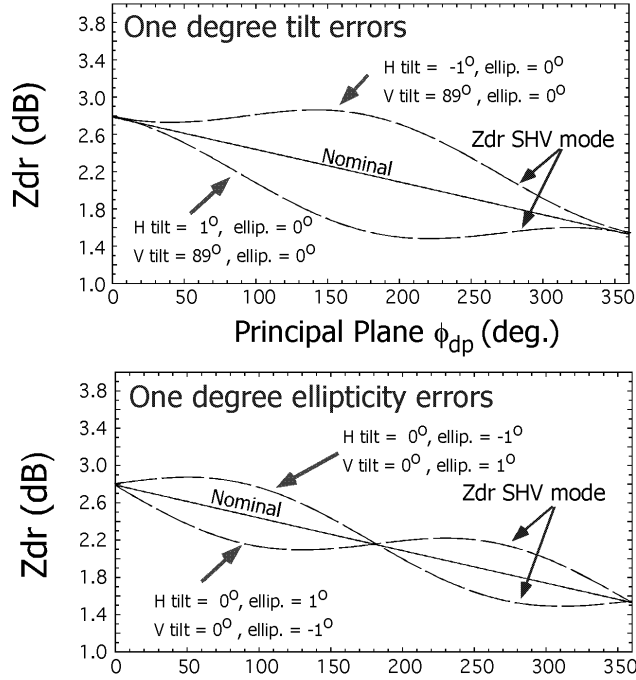 One degree tilt errors
3.8
3.4
3.0
2.6
2.2
1.8
1.4
1.0
Zdr (dB)
H tilt = -1°, ellip. = 0°
V tilt = 89°, ellip. = 0°
Zdr SHV mode
Nominal
H tilt = 1°, ellip. = 0°
V tilt = 89°, ellip. = 0°
0 50 100 150 200 250 300 350
Principal Plane ϕdp (deg.)
One degree ellipticity errors
3.8
3.4
3.0
2.6
2.2
1.8
1.4
1.0
Zdr (dB)
H tilt = 0°, ellip. = -1°
V tilt = 0°, ellip. = 1°
Zdr SHV mode
Nominal
H tilt = 0°, ellip. = 1°
V tilt = 0°, ellip. = -1°
0 50 100 150 200 250 300 350